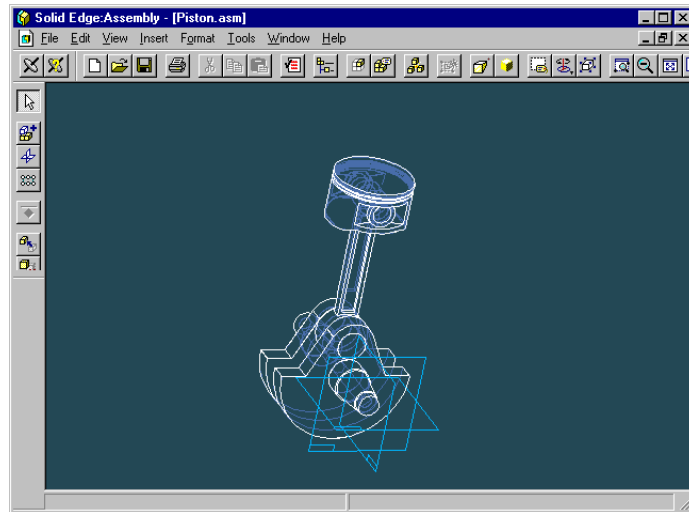 Solid Edge:Assembly - [Piston.asm]
File Edit View Insert Format Tools Window Help